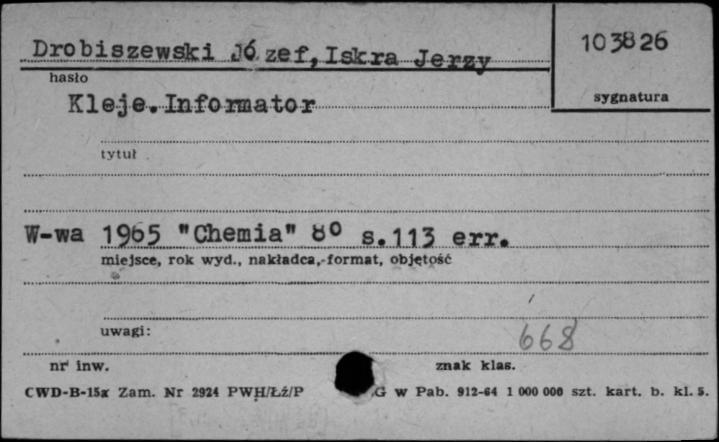 Drobiszewski Józef, Iskra Jerzy
103826
hasło
sygnatura
Kleje. Informator
tytuł
W-wa 1965 "Chemia" 8º s.113 err.
miejsce, rok wyd., nakładca, format, objętość
uwagi:
668
nr inw.
znak klas.
CWD-B-15x Zam. Nr 2924 PWH/Łź/P G w Pab. 912-64 1 000 000 szt. kart. b. kl. 5.